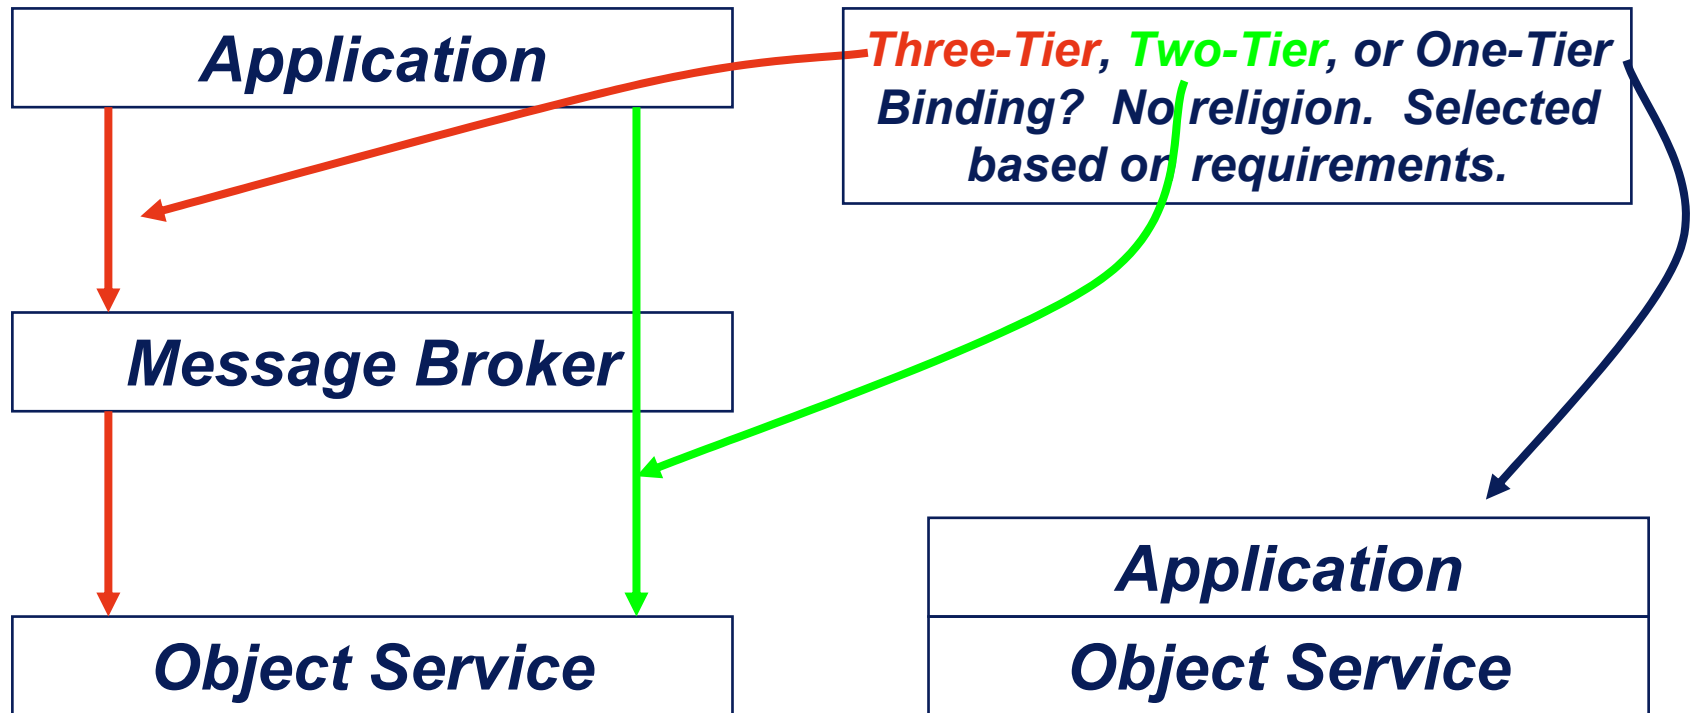 Application
Three-Tier, Two-Tier, or One-Tier
Binding?  No religion.  Selected
based on requirements.
Message Broker
Application
Object Service
Object Service